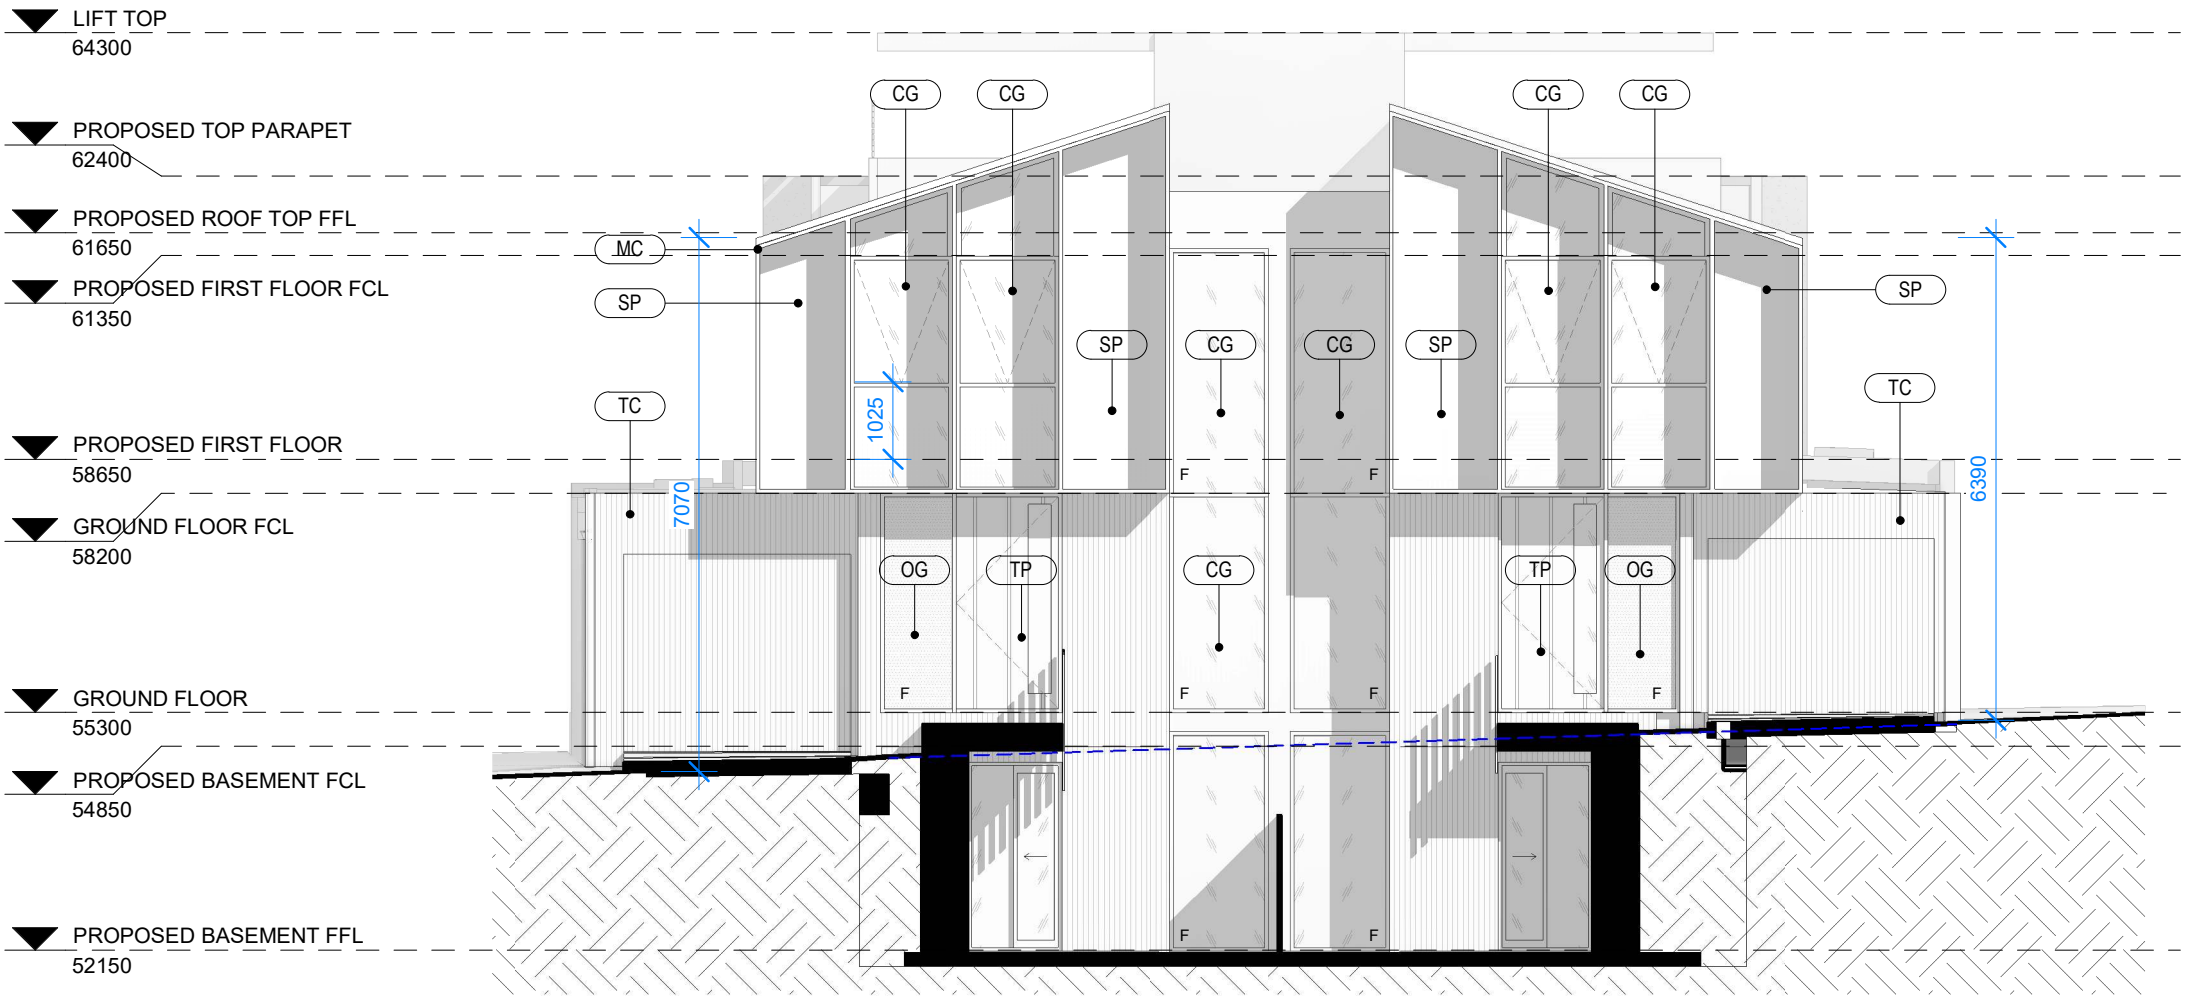 LIFT TOP
64300
CG CG CG CG
PROPOSED TOP PARAPET
62400
PROPOSED ROOF TOP FFL
61650
MC
PROPOSED FIRST FLOOR FCL
61350
SP SP
SP CG CG SP
TC TC
1025
PROPOSED FIRST FLOOR
58650
F F
7070
6390
GROUND FLOOR FCL
58200
OG TP CG TP OG
GROUND FLOOR
55300
F F F F
PROPOSED BASEMENT FCL
54850
PROPOSED BASEMENT FFL
52150
F F